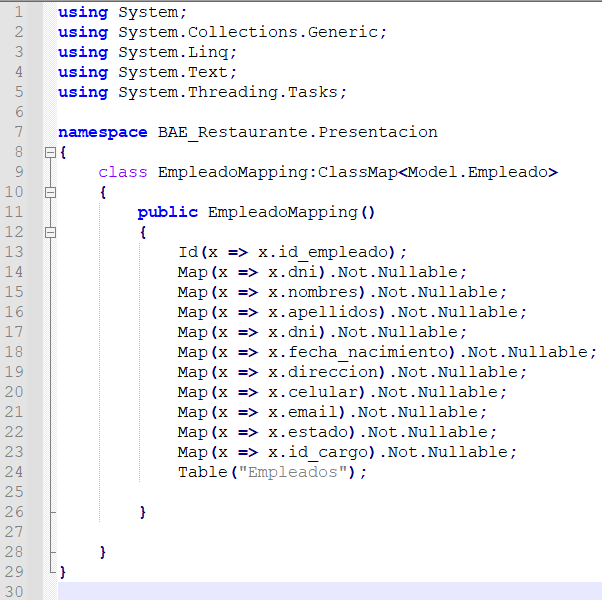 1 using System;
2 using System.Collections.Generic;
3 using System.Linq;
4 using System.Text;
5 using System.Threading.Tasks;
6
7 namespace BAE_Restaurante.Presentacion
8 {
9     class EmpleadoMapping:ClassMap<Model.Empleado>
10     {
11         public EmpleadoMapping()
12         {
13             Id(x => x.id_empleado);
14             Map(x => x.dni).Not.Nullable;
15             Map(x => x.nombres).Not.Nullable;
16             Map(x => x.apellidos).Not.Nullable;
17             Map(x => x.dni).Not.Nullable;
18             Map(x => x.fecha_nacimiento).Not.Nullable;
19             Map(x => x.direccion).Not.Nullable;
20             Map(x => x.celular).Not.Nullable;
21             Map(x => x.email).Not.Nullable;
22             Map(x => x.estado).Not.Nullable;
23             Map(x => x.id_cargo).Not.Nullable;
24             Table("Empleados");
25
26         }
27
28     }
29 }
30